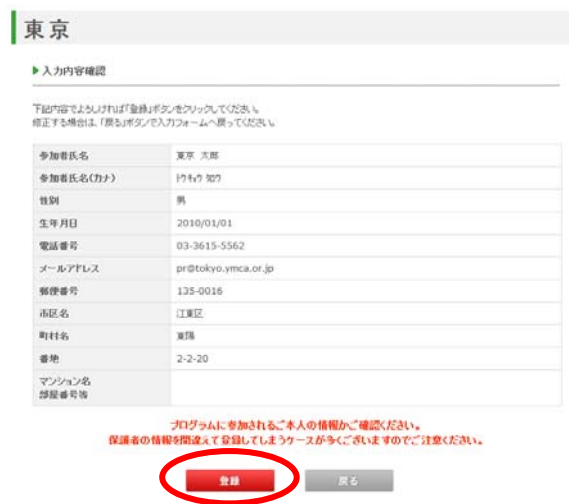 東京
▶入力内容確認
下記内容でよろしければ「登録」ボタンをクリックしてください。
修正する場合は、「戻る」ボタンで入力フォームへ戻ってください。
参加者氏名 東京 太郎
参加者氏名(カナ) トウキョウ タロウ
性別 男
生年月日 2010/01/01
電話番号 03-3615-5562
メールアドレス pr@tokyo.ymca.or.jp
郵便番号 135-0016
市区名 江東区
町村名 東陽
番地 2-2-20
マンション名
部屋番号等
プログラムに参加されるご本人の情報かご確認ください。
保護者の情報を間違えて登録してしまうケースが多くございますのでご注意ください。
登録 戻る